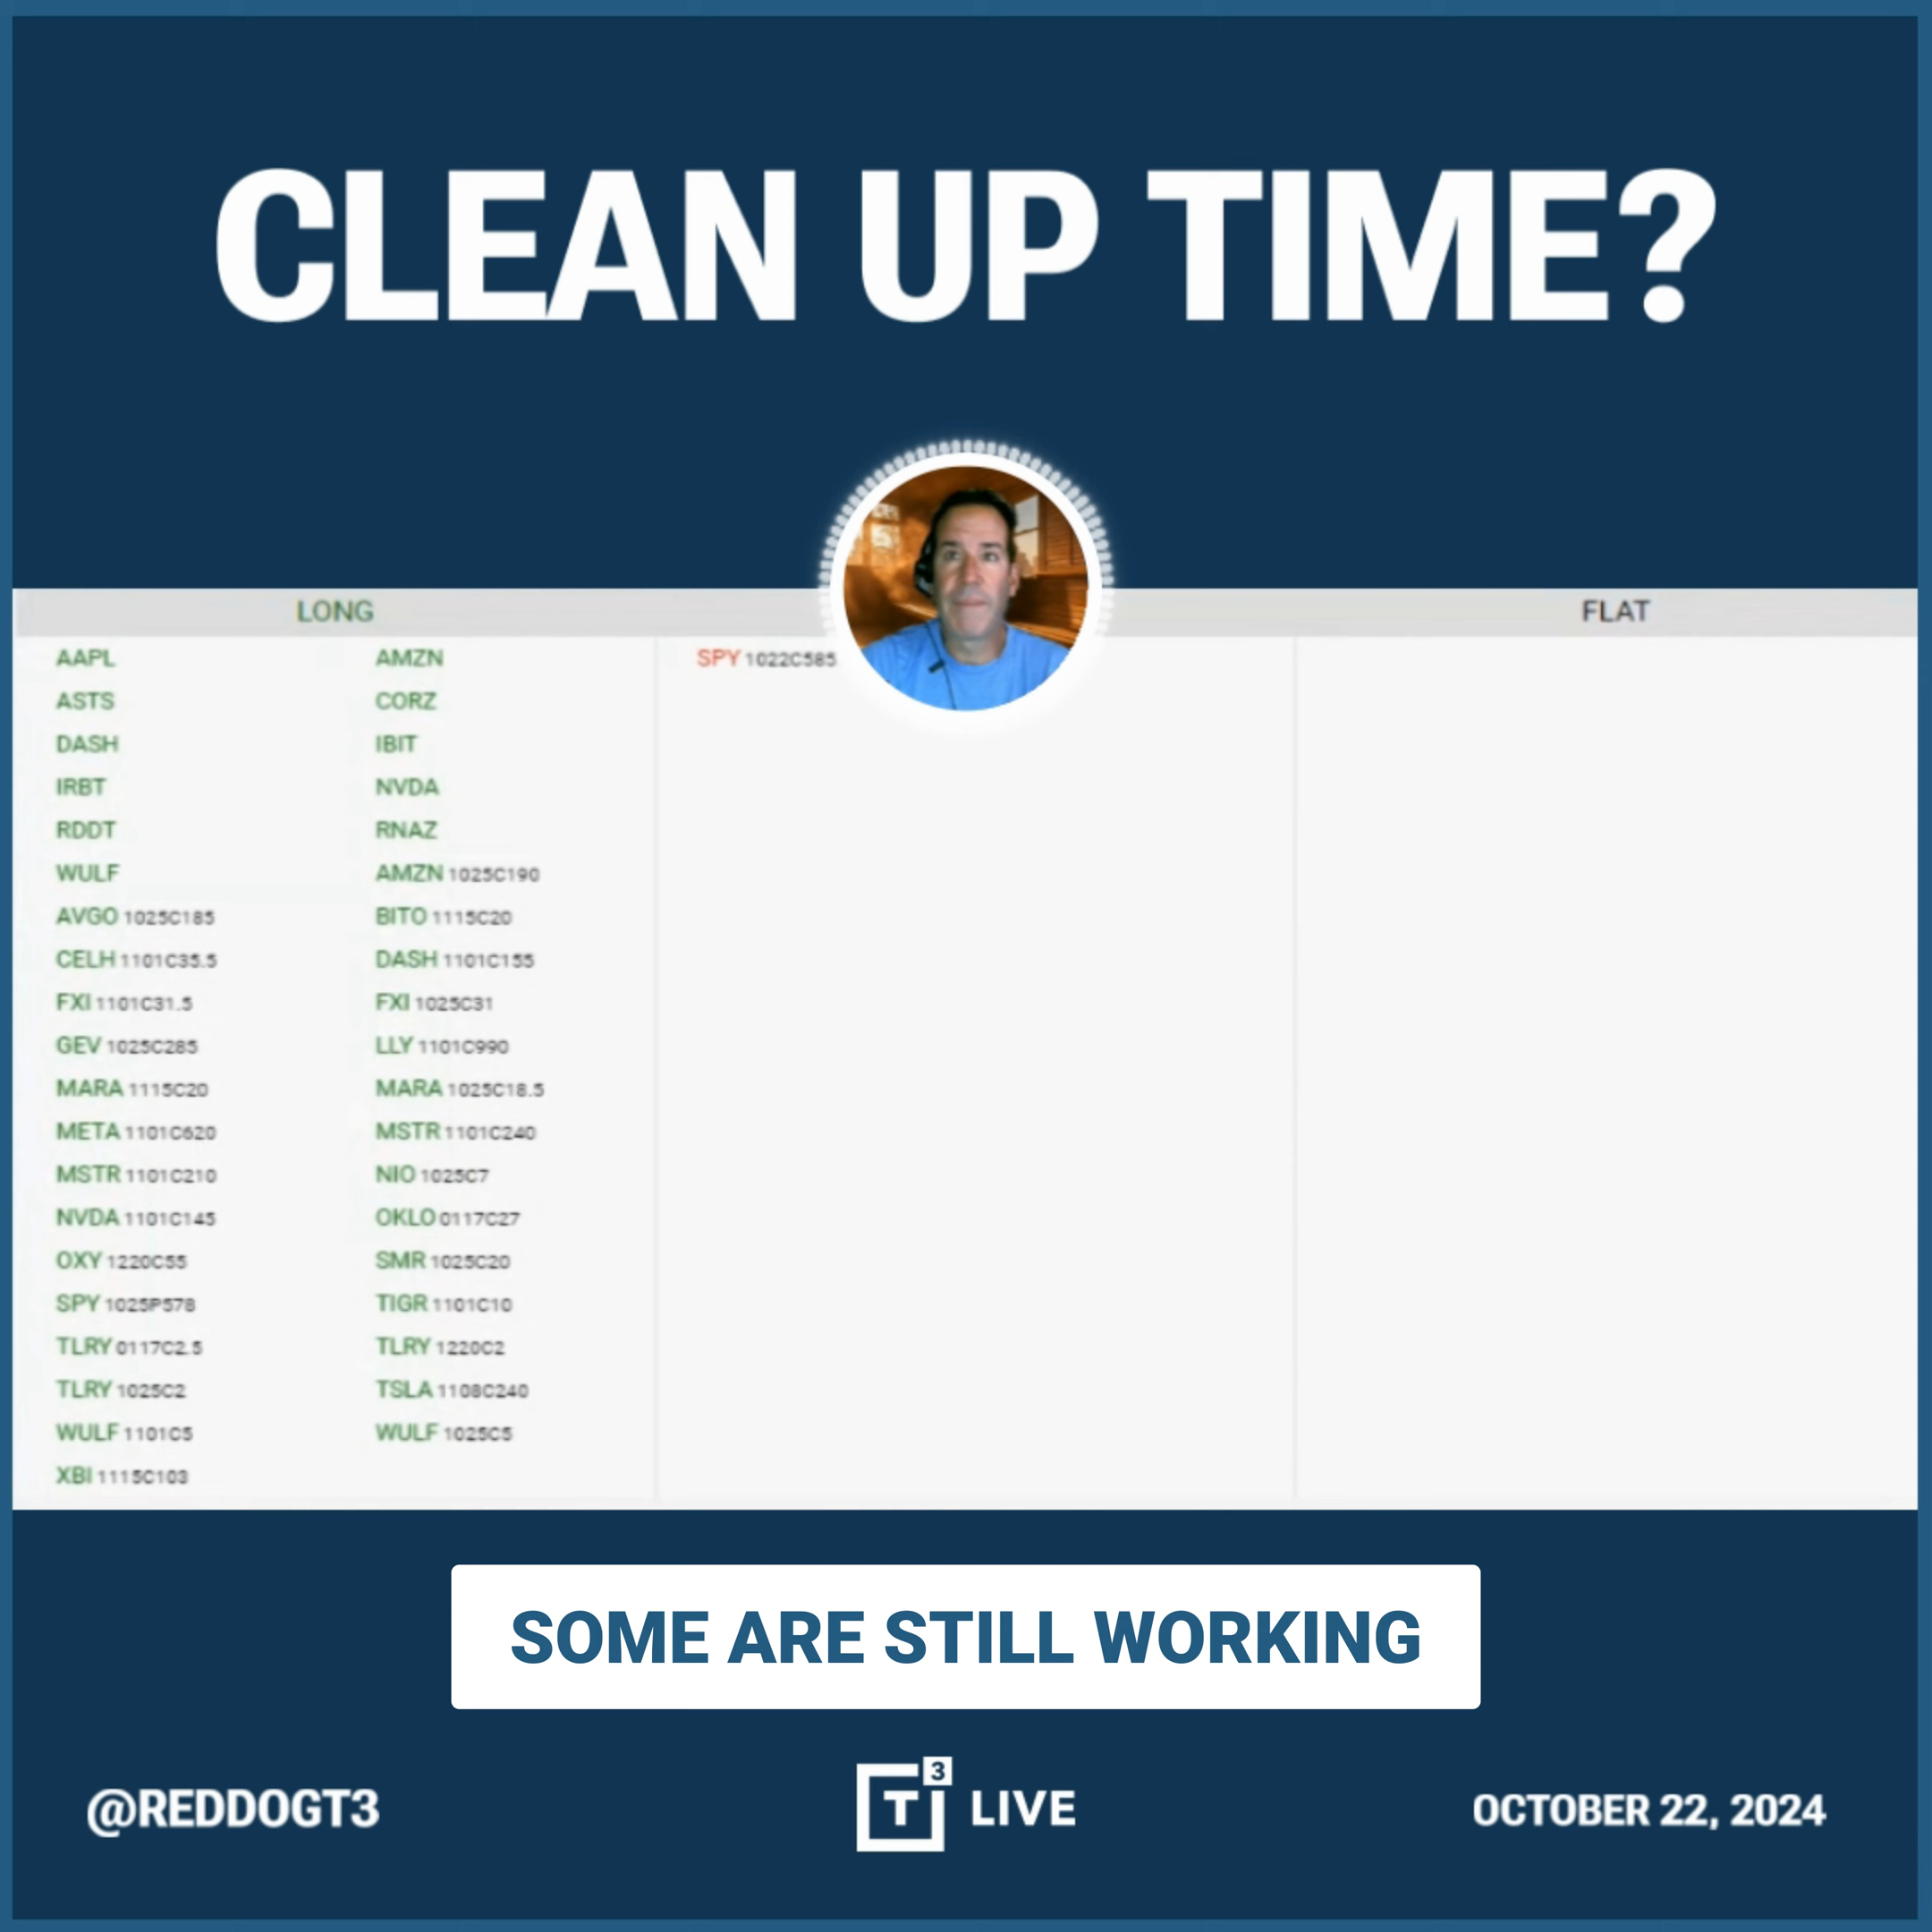 CLEAN UP TIME?
LONG
FLAT
AAPL AMZN SPY 1022C585
ASTS CORZ
DASH IBIT
IRBT NVDA
RDDT RNAZ
WULF AMZN 1025C190
AVGO 1025C185 BITO 1115C20
CELH 1101C35.5 DASH 1101C155
FXI 1101C31.5 FXI 1025C31
GEV 1025C285 LLY 1101C990
MARA 1115C20 MARA 1025C18.5
META 1101C620 MSTR 1101C240
MSTR 1101C210 NIO 1025C7
NVDA 1101C145 OKLO 0117C27
OXY 1220C55 SMR 1025C20
SPY 1025P578 TIGR 1101C10
TLRY 0117C2.5 TLRY 1220C2
TLRY 1025C2 TSLA 1108C240
WULF 1101C5 WULF 1025C5
XBI 1115C103
SOME ARE STILL WORKING
@REDDOGT3
T3 LIVE
OCTOBER 22, 2024